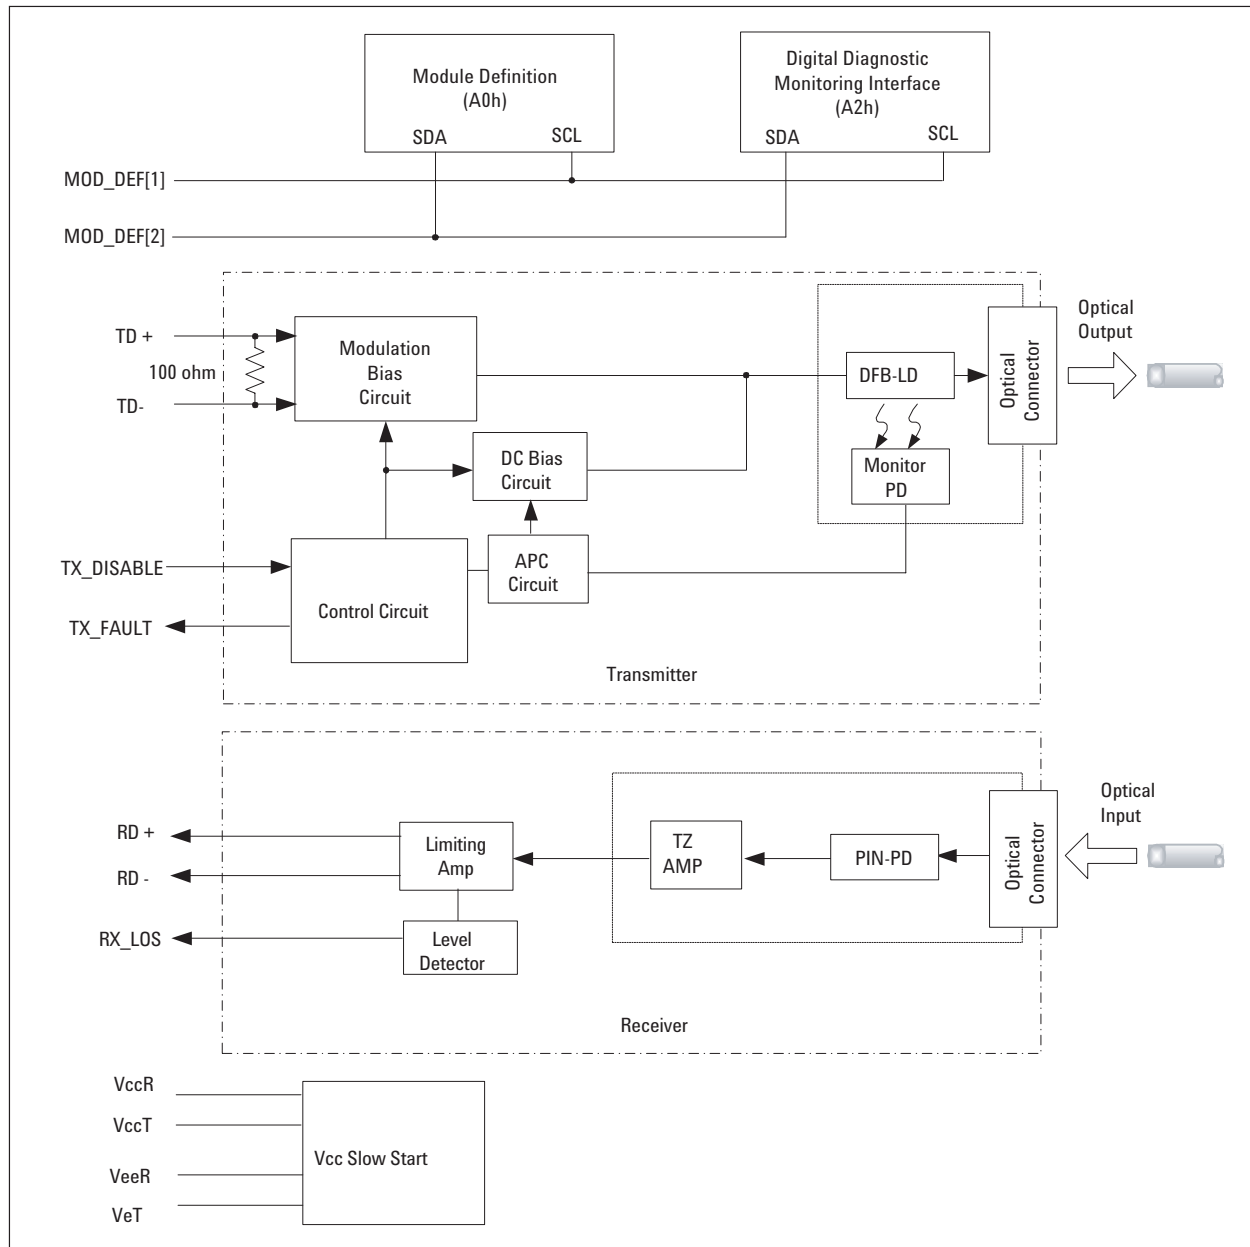 Module Definition
(A0h)
SDA
SCL
Digital Diagnostic
Monitoring Interface
(A2h)
SDA
SCL
MOD_DEF[1]
MOD_DEF[2]
TD +
100 ohm
TD-
Modulation
Bias
Circuit
DC Bias
Circuit
DFB-LD
Monitor
PD
Optical
Connector
Optical
Output
TX_DISABLE
TX_FAULT
Control Circuit
APC
Circuit
Transmitter
RD +
RD -
RX_LOS
Limiting
Amp
Level
Detector
TZ
AMP
PIN-PD
Optical
Connector
Optical
Input
Receiver
VccR
VccT
VeeR
VeT
Vcc Slow Start